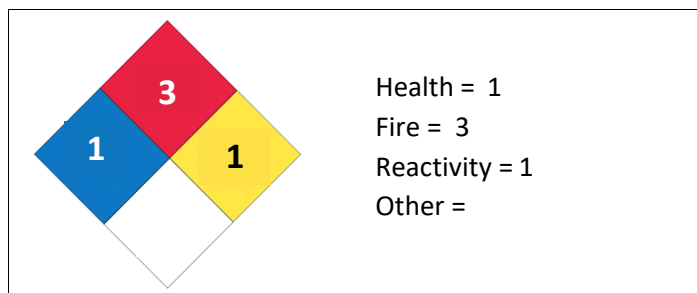 3
1
1
Health = 1
Fire = 3
Reactivity = 1
Other =